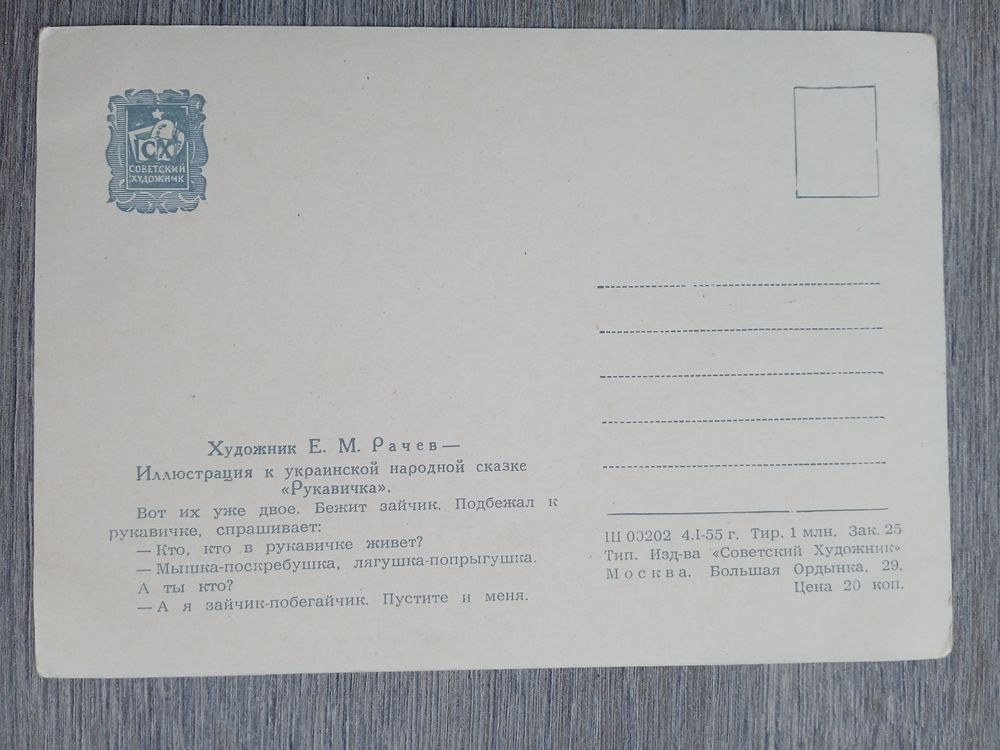 СХ
СОВЕТСКИЙ
ХУДОЖНИК
Художник Е. М. Рачев—
Иллюстрация к украинской народной сказке
«Рукавичка».
Вот их уже двое. Бежит зайчик. Подбежал к
рукавичке, спрашивает:
— Кто, кто в рукавичке живет?
— Мышка-поскребушка, лягушка-попрыгушка.
А ты кто?
— А я зайчик-побегайчик. Пустите и меня.
Ш 00202 4.I-55 г. Тир. 1 млн. Зак. 25
Тип. Изд-ва «Советский Художник»
Москва. Большая Ордынка, 29.
Цена 20 коп.